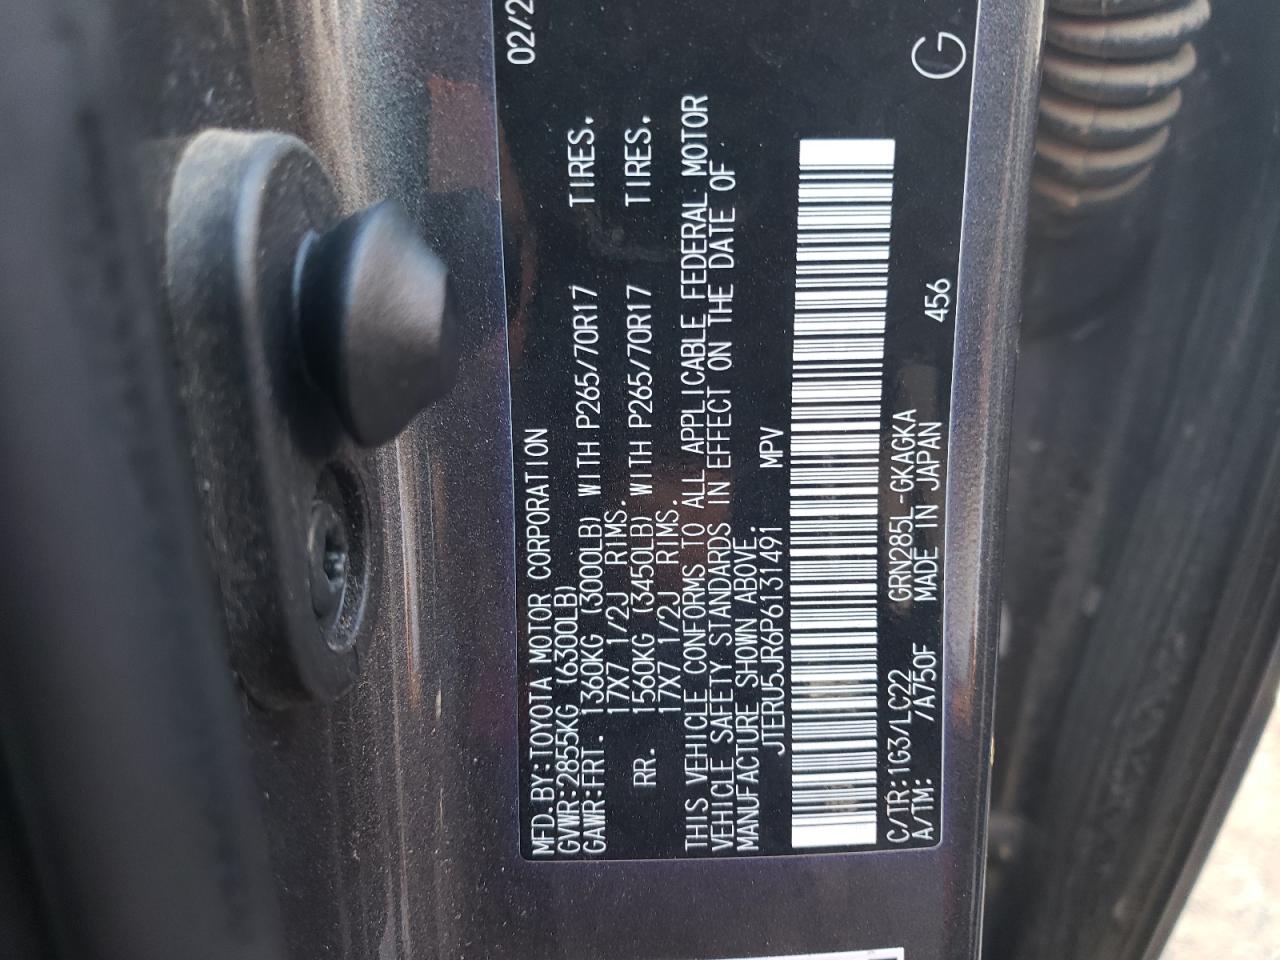 MFD.BY:TOYOTA MOTOR CORPORATION 02/2
GVWR:2855KG (6300LB)
GAWR:FRT. 1360KG (3000LB) WITH P265/70R17 TIRES.
17X7 1/2J RIMS.
RR. 1560KG (3450LB) WITH P265/70R17 TIRES.
17X7 1/2J RIMS.
THIS VEHICLE CONFORMS TO ALL APPLICABLE FEDERAL MOTOR
VEHICLE SAFETY STANDARDS IN EFFECT ON THE DATE OF
MANUFACTURE SHOWN ABOVE.
JTERU5JR6P6131491 MPV
C/TR:1G3/LC22 GRN285L-GKAGKA 456
A/TM: /A750F MADE IN JAPAN G